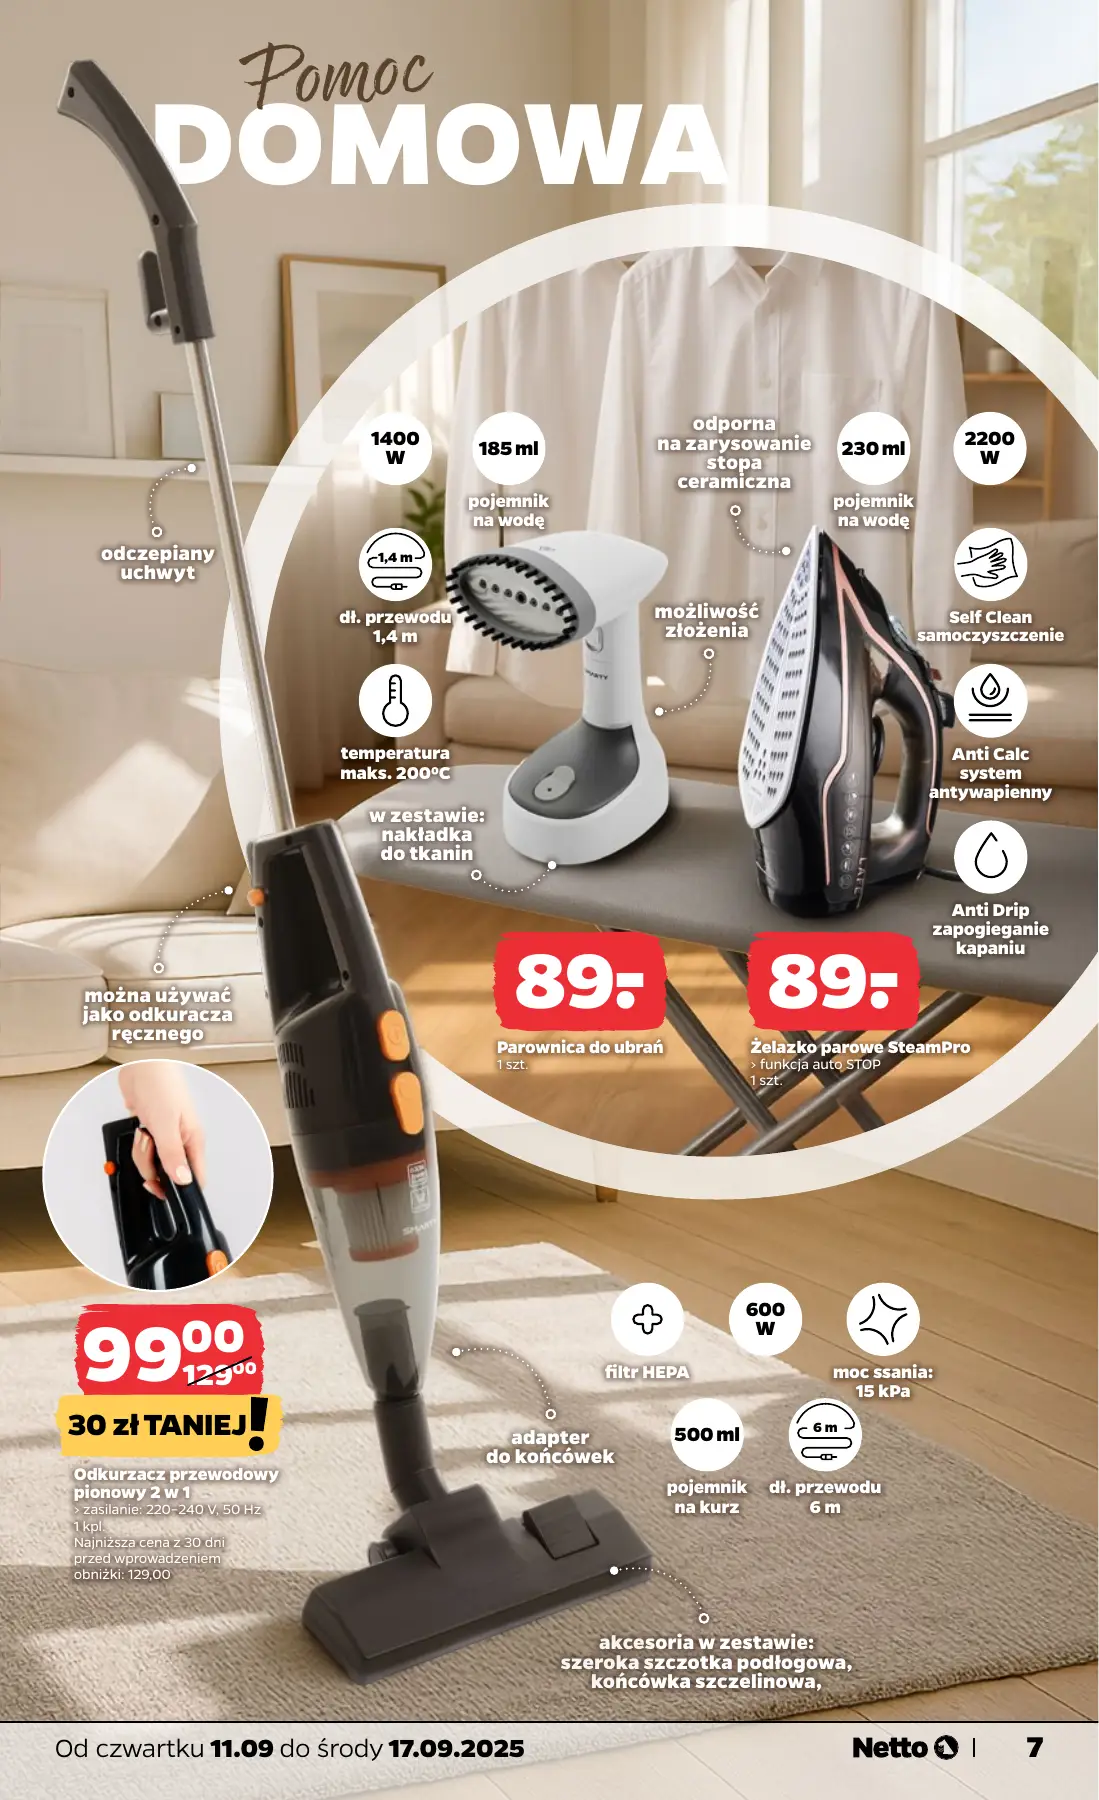 Pomoc
DOMOWA
1400
W
185 ml
pojemnik
na wodę
odporna
na zarysowanie
stopa
ceramiczna
230 ml
pojemnik
na wodę
2200
W
odczepiany
uchwyt
1,4 m
dł. przewodu
1,4 m
możliwość
złożenia
Self Clean
samoczyszczenie
temperatura
maks. 200°C
Anti Calc
system
antywapienny
w zestawie:
nakładka
do tkanin
SMARTY
LAFE
Anti Drip
zapogieganie
kapaniu
można używać
jako odkuracza
ręcznego
89.-
Parownica do ubrań
1 szt.
89.-
Żelazko parowe SteamPro
> funkcja auto STOP
1 szt.
SMARTY
99 00
129 00
30 zł TANIEJ!
Odkurzacz przewodowy
pionowy 2 w 1
> zasilanie: 220-240 V, 50 Hz
1 kpl.
Najniższa cena z 30 dni
przed wprowadzeniem
obniżki: 129,00
filtr HEPA
600
W
moc ssania:
15 kPa
adapter
do końcówek
500 ml
pojemnik
na kurz
6 m
dł. przewodu
6 m
akcesoria w zestawie:
szeroka szczotka podłogowa,
końcówka szczelinowa,
Od czwartku 11.09 do środy 17.09.2025
Netto
7